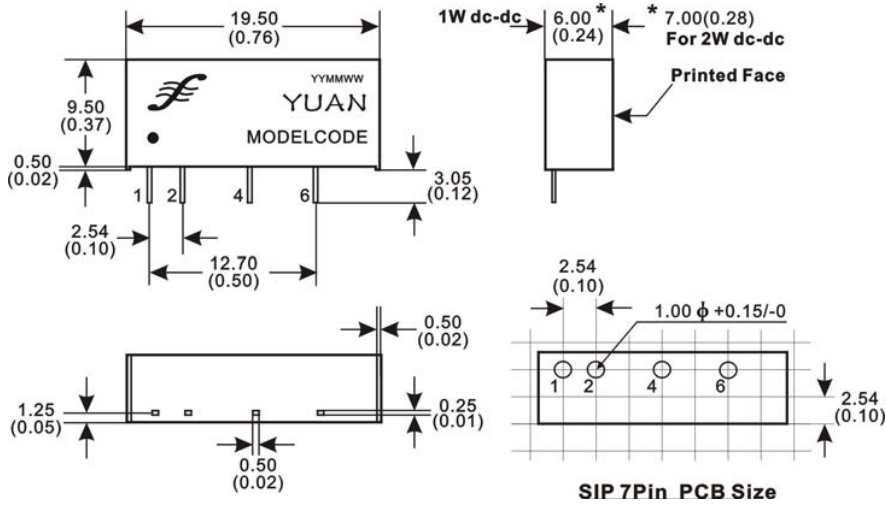 19.50
(0.76)
1W dc-dc
6.00 *
(0.24)
* 7.00(0.28)
For 2W dc-dc
Printed Face
YYMMWW
YUAN
MODELCODE
9.50
(0.37)
0.50
(0.02)
1 2 4 6
3.05
(0.12)
2.54
(0.10)
12.70
(0.50)
0.50
(0.02)
1.25
(0.05)
0.25
(0.01)
0.50
(0.02)
2.54
(0.10)
1.00 ϕ +0.15/-0
1 2 4 6
2.54
(0.10)
SIP 7Pin PCB Size